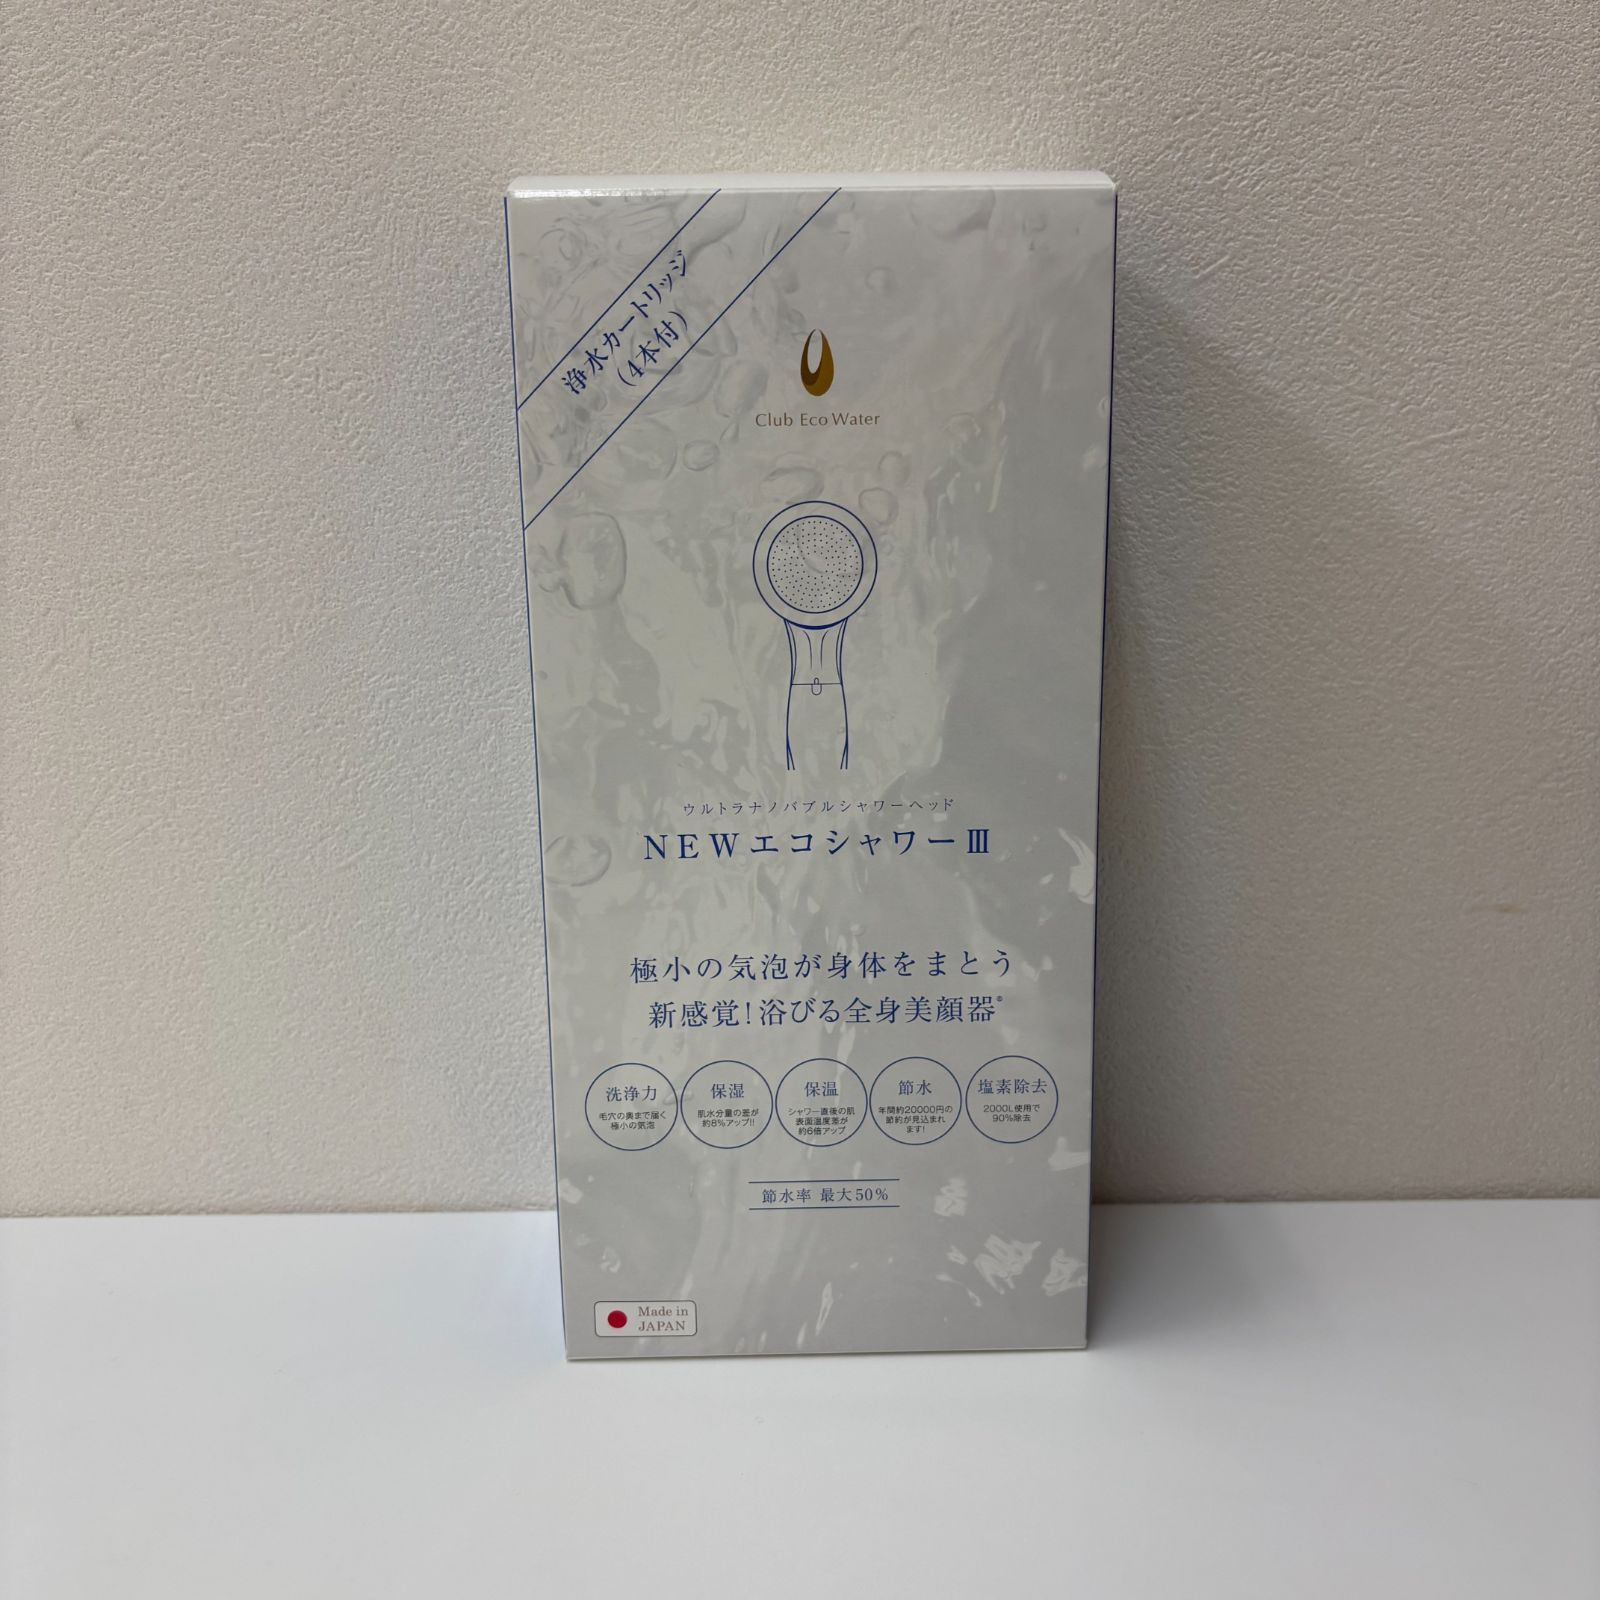 浄水カートリッジ
(4本付)
Club Eco Water
ウルトラナノバブルシャワーヘッド
NEWエコシャワーⅢ
極小の気泡が身体をまとう
新感覚!浴びる全身美顔器®
洗浄力
毛穴の奥まで届く
極小の気泡
保湿
肌水分量の差が
約8%アップ!!
保温
シャワー直後の肌
表面温度差が
約6倍アップ
節水
年間約20000円の
節約が見込まれ
ます!
塩素除去
2000L使用で
90%除去
節水率 最大50%
Made in
JAPAN